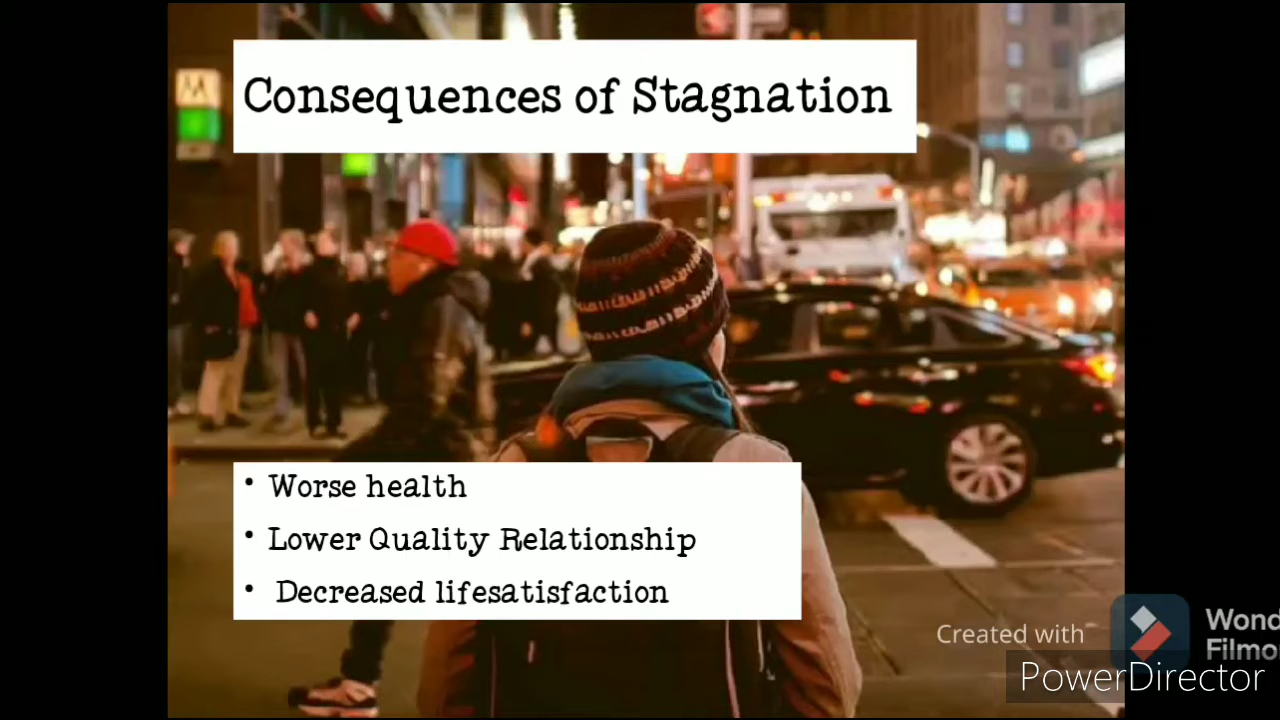 Consequences of Stagnation
• Worse health
• Lower Quality Relationship
• Decreased lifesatisfaction
Created with
Wond
Filmo
PowerDirector